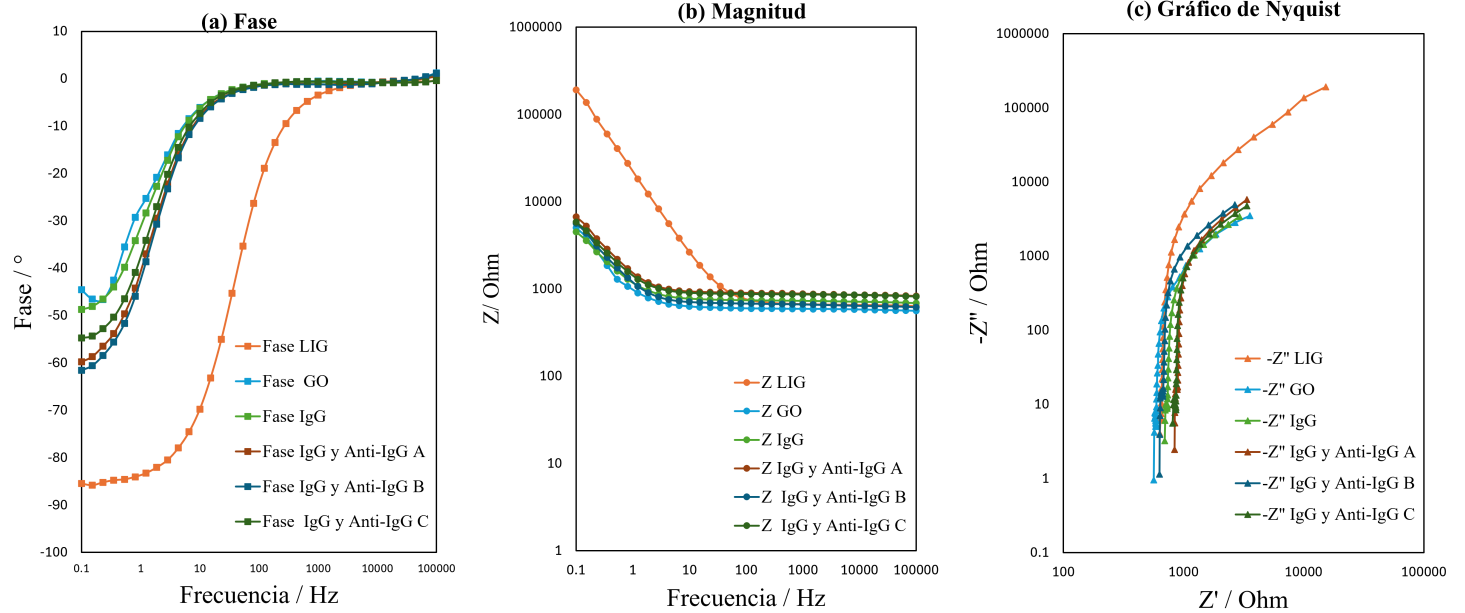 (a) Fase
10
0
-10
-20
-30
-40
-50
-60
-70
-80
-90
-100
Fase / °
0.1
1
10
100
1000
10000
100000
Frecuencia / Hz
Fase LIG
Fase GO
Fase IgG
Fase IgG y Anti-IgG A
Fase IgG y Anti-IgG B
Fase IgG y Anti-IgG C
(b) Magnitud
1000000
100000
10000
1000
100
10
1
Z/ Ohm
0.1
1
10
100
1000
10000
100000
Frecuencia / Hz
Z LIG
Z GO
Z IgG
Z IgG y Anti-IgG A
Z IgG y Anti-IgG B
Z IgG y Anti-IgG C
(c) Gráfico de Nyquist
1000000
100000
10000
1000
100
10
1
0.1
-Z" / Ohm
100
1000
10000
100000
Z' / Ohm
-Z" LIG
-Z" GO
-Z" IgG
-Z" IgG y Anti-IgG A
-Z" IgG y Anti-IgG B
-Z" IgG y Anti-IgG C